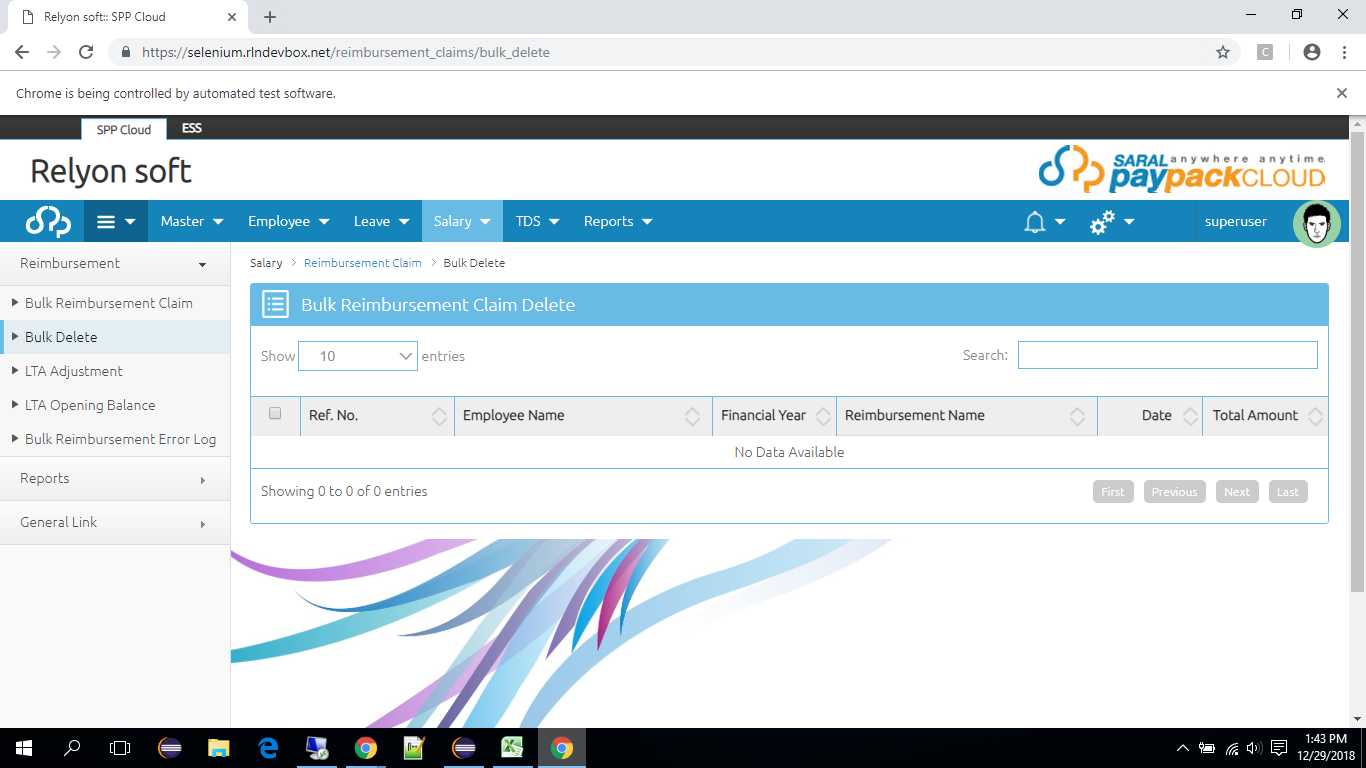 Relyon soft:: SPP Cloud
https://selenium.rlndevbox.net/reimbursement_claims/bulk_delete
C
Chrome is being controlled by automated test software.
SPP Cloud ESS
Relyon soft
SARAL anywhere anytime
paypackCLOUD
Master Employee Leave Salary TDS Reports superuser
Reimbursement
Bulk Reimbursement Claim
Bulk Delete
LTA Adjustment
LTA Opening Balance
Bulk Reimbursement Error Log
Reports
General Link
Salary > Reimbursement Claim > Bulk Delete
Bulk Reimbursement Claim Delete
Show 10 entries Search:
Ref. No. Employee Name Financial Year Reimbursement Name Date Total Amount
No Data Available
Showing 0 to 0 of 0 entries First Previous Next Last
1:43 PM
12/29/2018